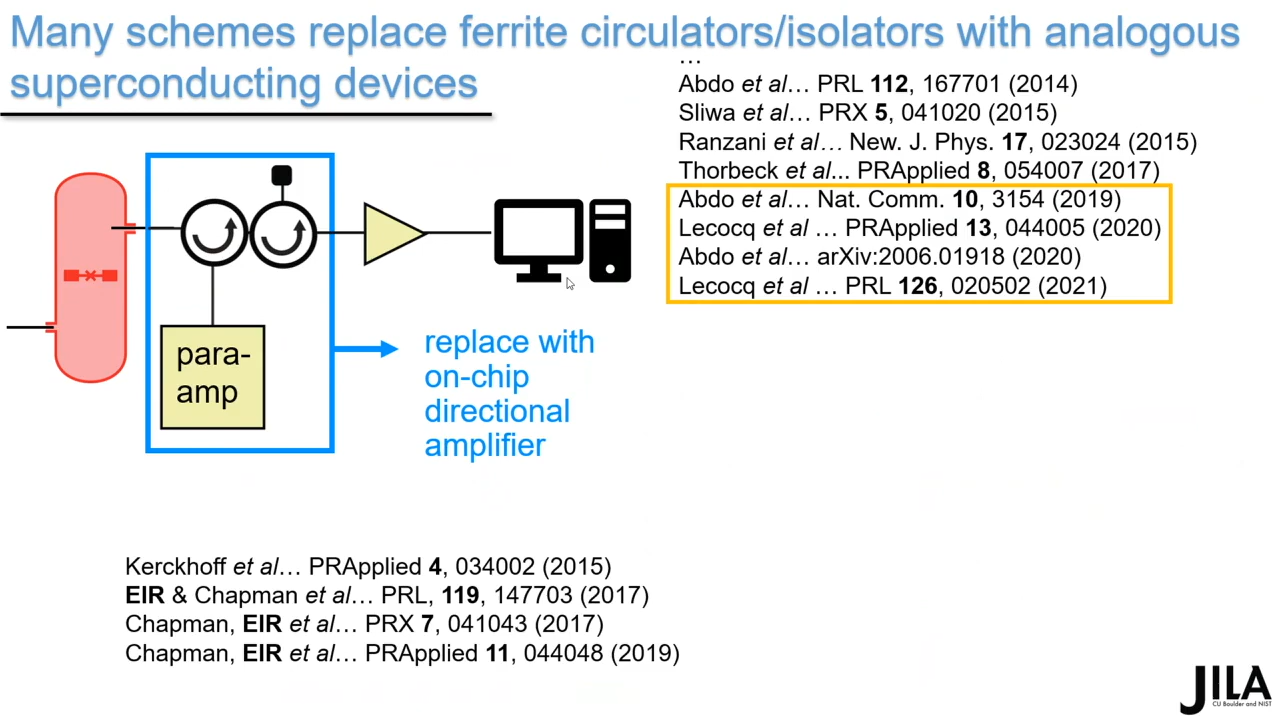 Many schemes replace ferrite circulators/isolators with analogous
superconducting devices
…
Abdo et al… PRL 112, 167701 (2014)
Sliwa et al… PRX 5, 041020 (2015)
Ranzani et al… New. J. Phys. 17, 023024 (2015)
Thorbeck et al... PRApplied 8, 054007 (2017)
Abdo et al… Nat. Comm. 10, 3154 (2019)
Lecocq et al … PRApplied 13, 044005 (2020)
Abdo et al… arXiv:2006.01918 (2020)
Lecocq et al … PRL 126, 020502 (2021)
para-
amp
replace with
on-chip
directional
amplifier
Kerckhoff et al… PRApplied 4, 034002 (2015)
EIR & Chapman et al… PRL, 119, 147703 (2017)
Chapman, EIR et al… PRX 7, 041043 (2017)
Chapman, EIR et al… PRApplied 11, 044048 (2019)
JILA
CU Boulder and NIST